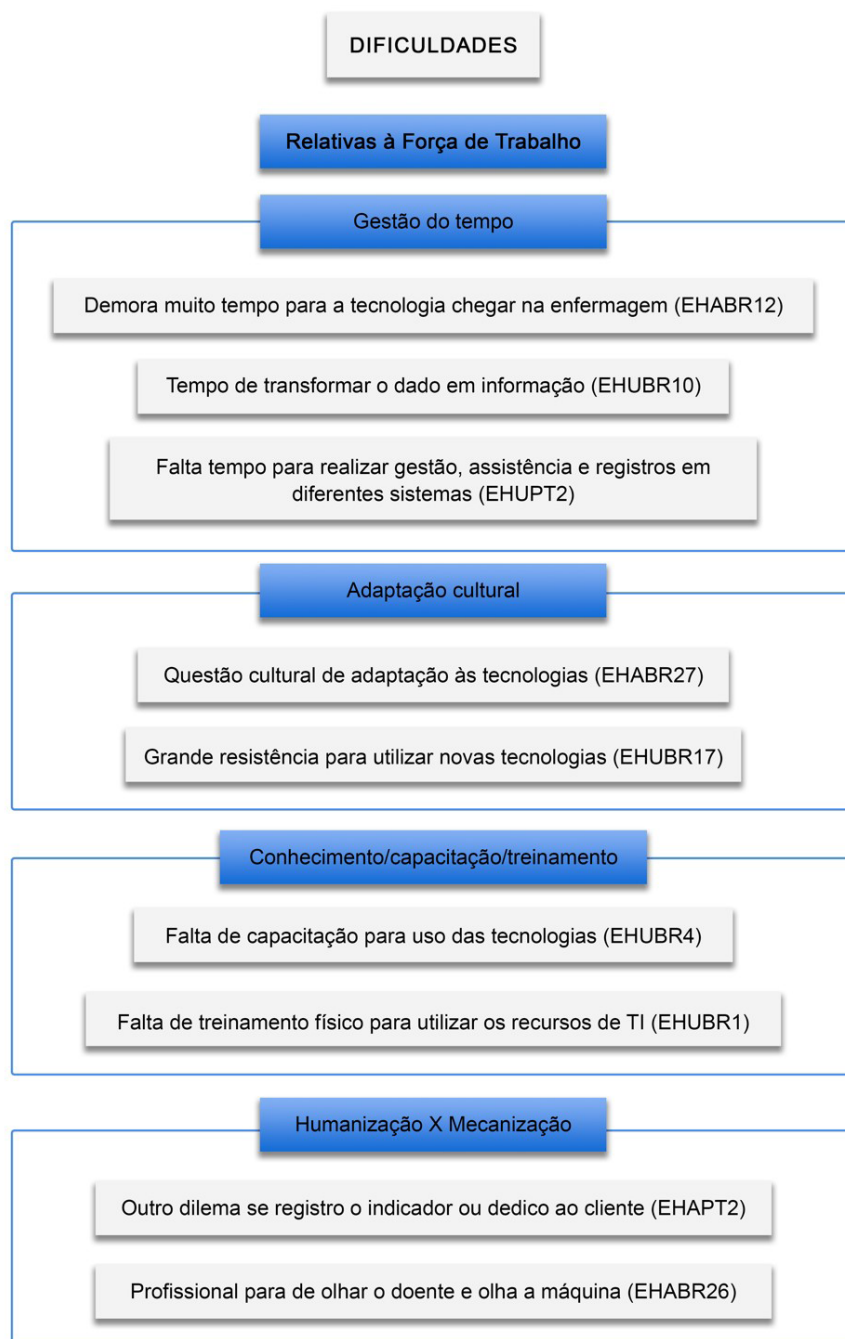 DIFICULDADES
Relativas à Força de Trabalho
Gestão do tempo
Demora muito tempo para a tecnologia chegar na enfermagem (EHABR12)
Tempo de transformar o dado em informação (EHUBR10)
Falta tempo para realizar gestão, assistência e registros em
diferentes sistemas (EHUPT2)
Adaptação cultural
Questão cultural de adaptação às tecnologias (EHABR27)
Grande resistência para utilizar novas tecnologias (EHUBR17)
Conhecimento/capacitação/treinamento
Falta de capacitação para uso das tecnologias (EHUBR4)
Falta de treinamento físico para utilizar os recursos de TI (EHUBR1)
Humanização X Mecanização
Outro dilema se registro o indicador ou dedico ao cliente (EHAPT2)
Profissional para de olhar o doente e olha a máquina (EHABR26)